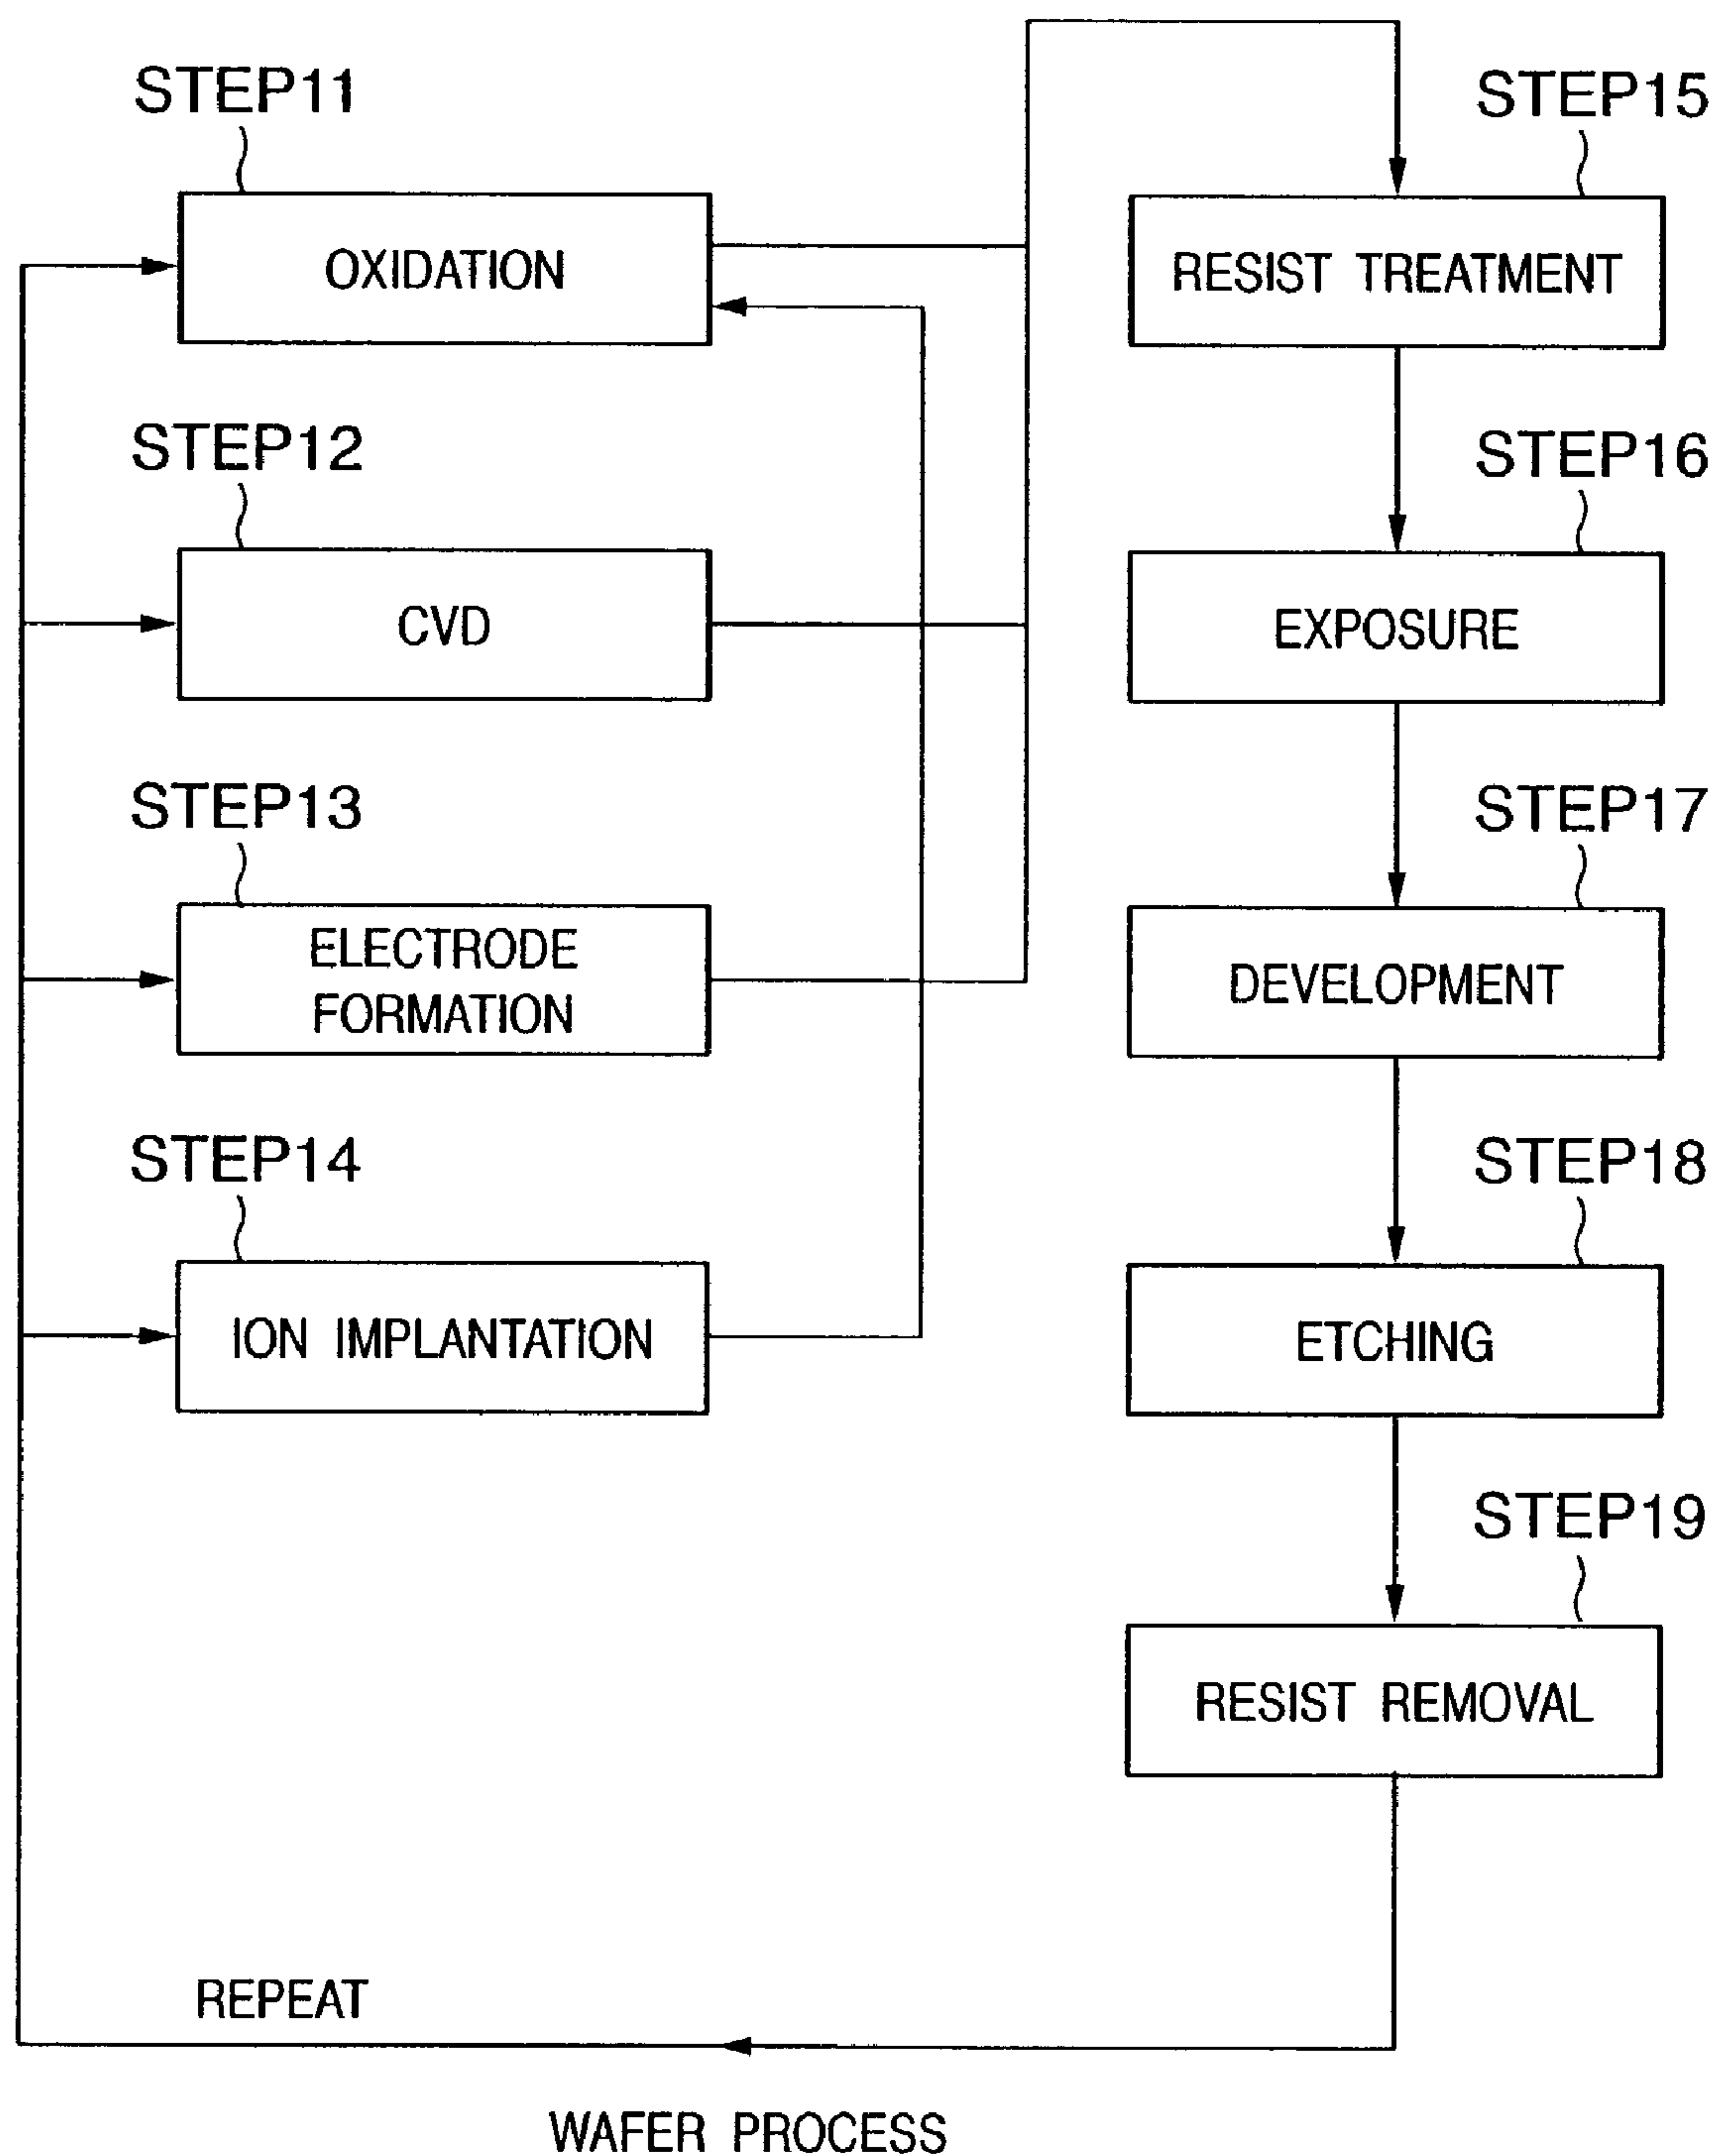 STEP11
OXIDATION
STEP12
CVD
STEP13
ELECTRODE
FORMATION
STEP14
ION IMPLANTATION
STEP15
RESIST TREATMENT
STEP16
EXPOSURE
STEP17
DEVELOPMENT
STEP18
ETCHING
STEP19
RESIST REMOVAL
REPEAT
WAFER PROCESS